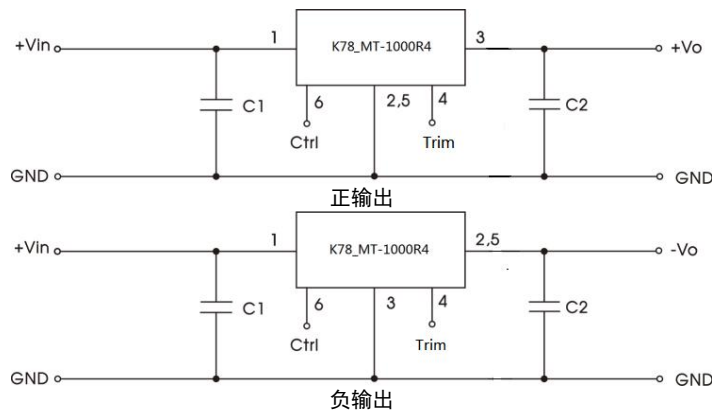 +Vin
1
K78_MT-1000R4
3
+Vo
C1
6
2,5
4
C2
Ctrl
Trim
GND
GND
正输出
+Vin
1
K78_MT-1000R4
2,5
-Vo
C1
6
3
4
C2
Ctrl
Trim
GND
GND
负输出